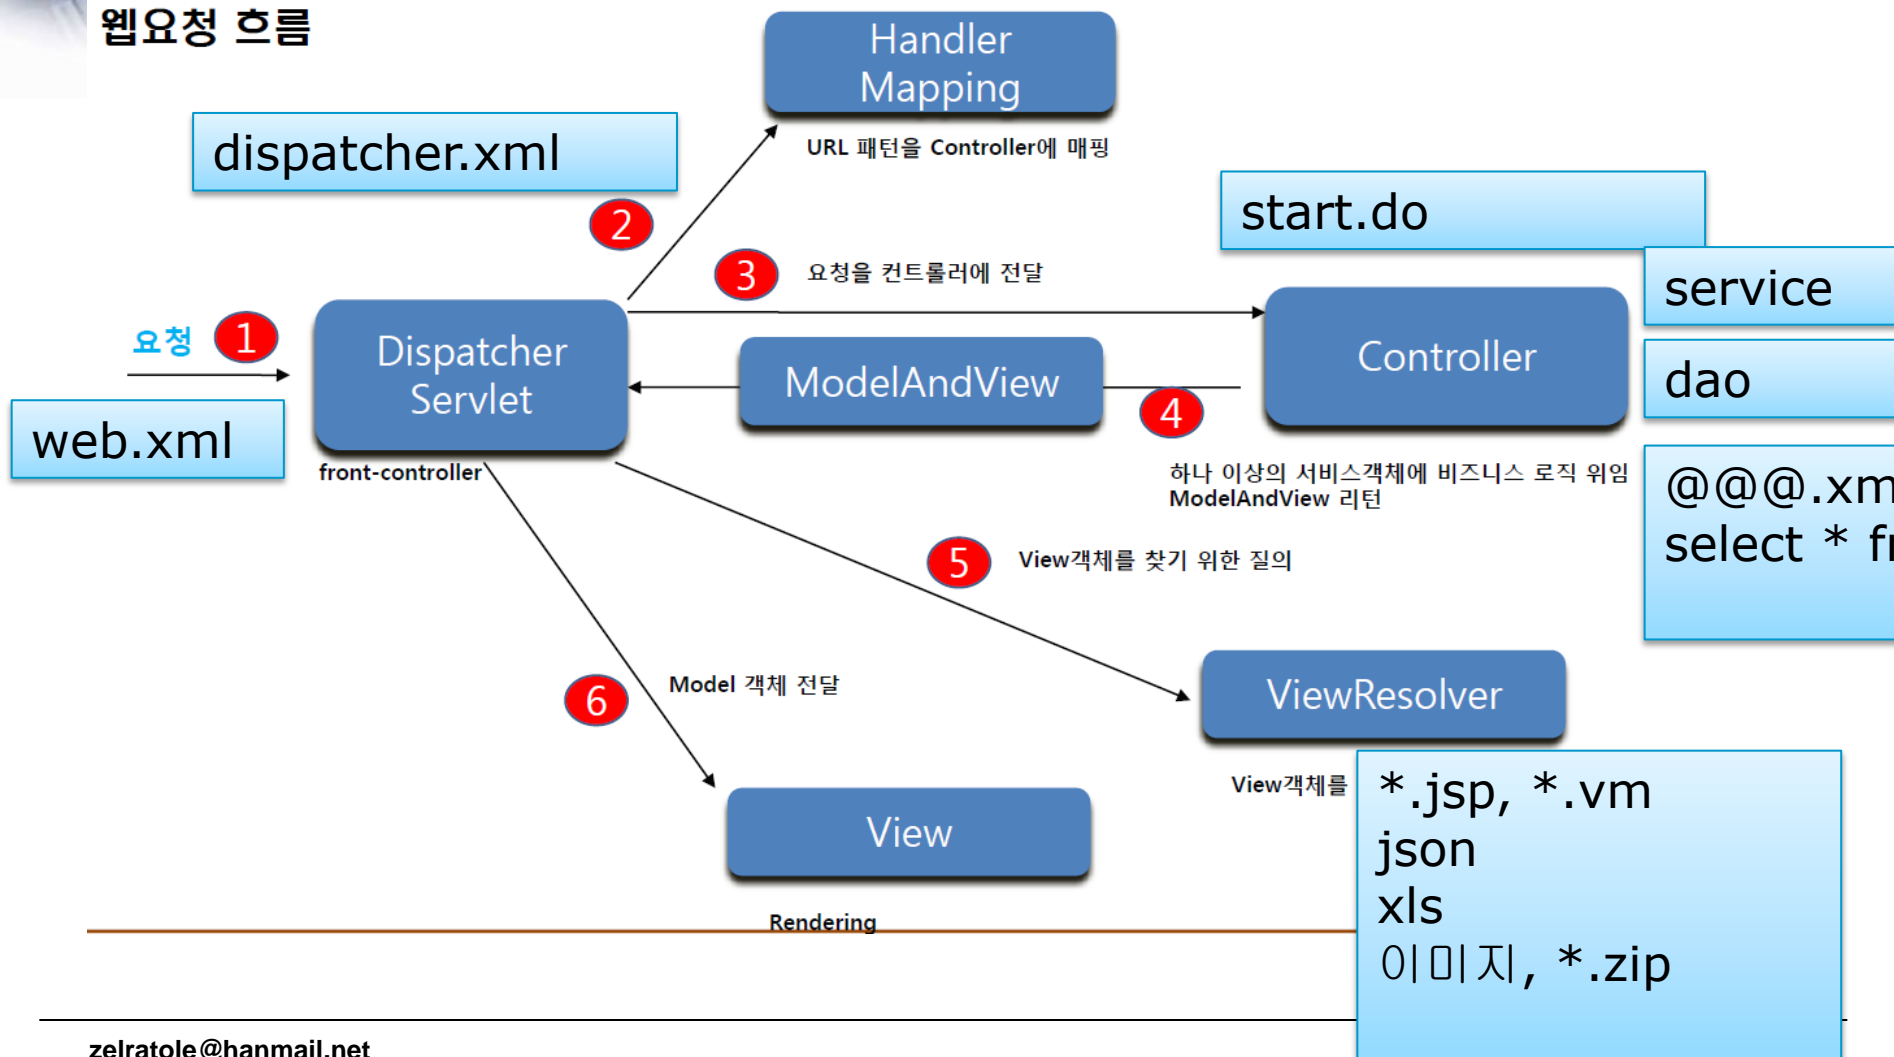 웹요청 흐름
Handler
Mapping
dispatcher.xml
URL 패턴을 Controller에 매핑
2
start.do
3
요청을 컨트롤러에 전달
service
요청
1
Dispatcher
Servlet
ModelAndView
Controller
dao
4
web.xml
front-controller
하나 이상의 서비스객체에 비즈니스 로직 위임
ModelAndView 리턴
@@@.xm
select * fr
5
View객체를 찾기 위한 질의
6
Model 객체 전달
ViewResolver
View객체를
*.jsp, *.vm
json
xls
이미지, *.zip
View
Rendering
zelratole@hanmail.net